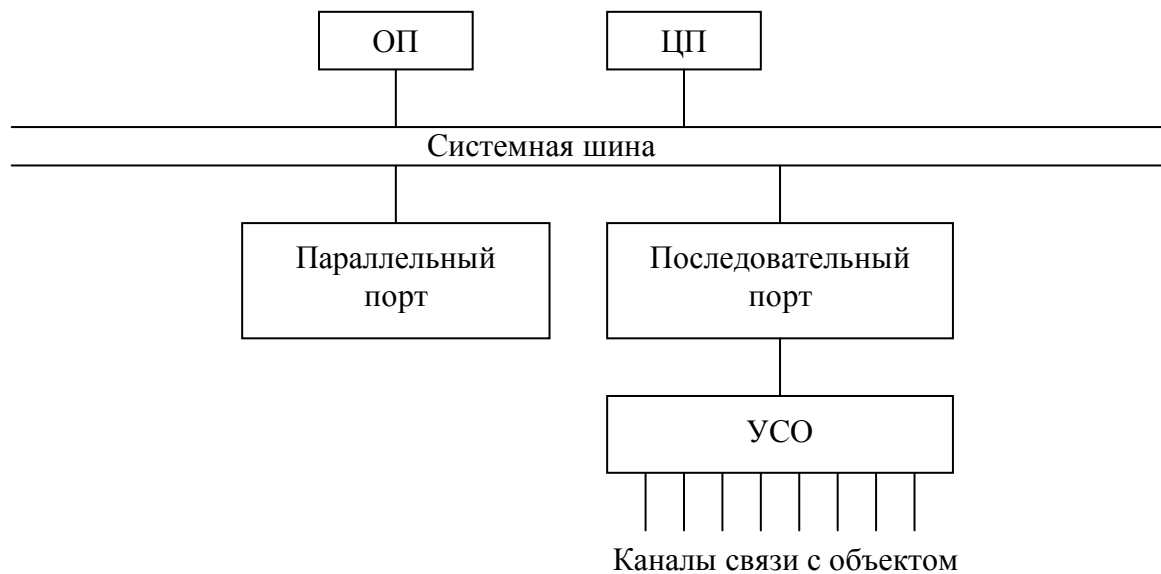 ОП
ЦП
Системная шина
Параллельный
порт
Последовательный
порт
УСО
Каналы связи с объектом